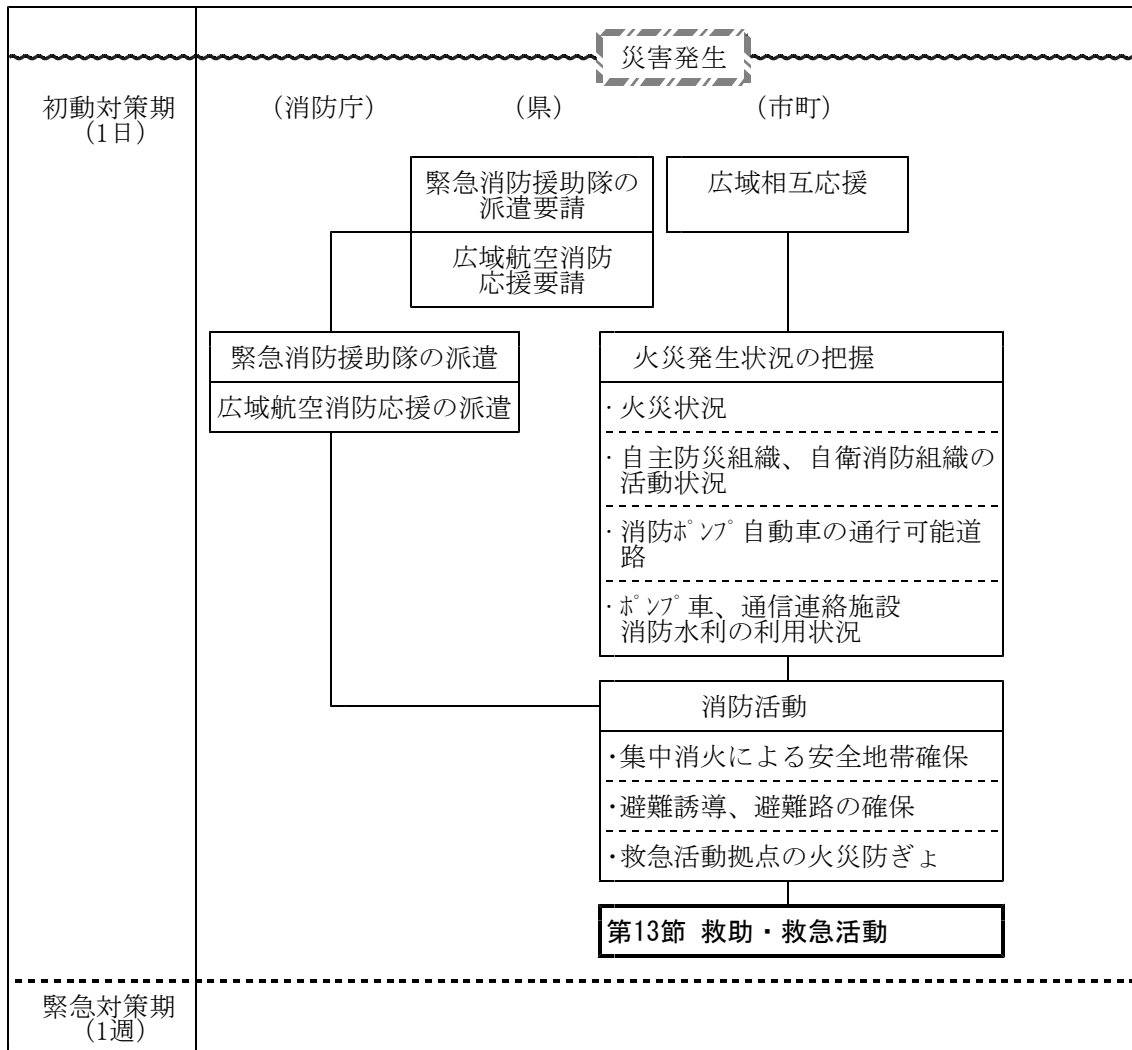 災害発生
初動対策期
(1日)
(消防庁)
(県)
(市町)
緊急消防援助隊の
派遣要請
広域相互応援
広域航空消防
応援要請
緊急消防援助隊の派遣
広域航空消防応援の派遣
火災発生状況の把握
・火災状況
・自主防災組織、自衛消防組織の
活動状況
・消防ﾎﾟﾝﾌﾟ自動車の通行可能道
路
・ﾎﾟﾝﾌﾟ車、通信連絡施設
消防水利の利用状況
消防活動
・集中消火による安全地帯確保
・避難誘導、避難路の確保
・救急活動拠点の火災防ぎょ
第13節 救助・救急活動
緊急対策期
(1週)